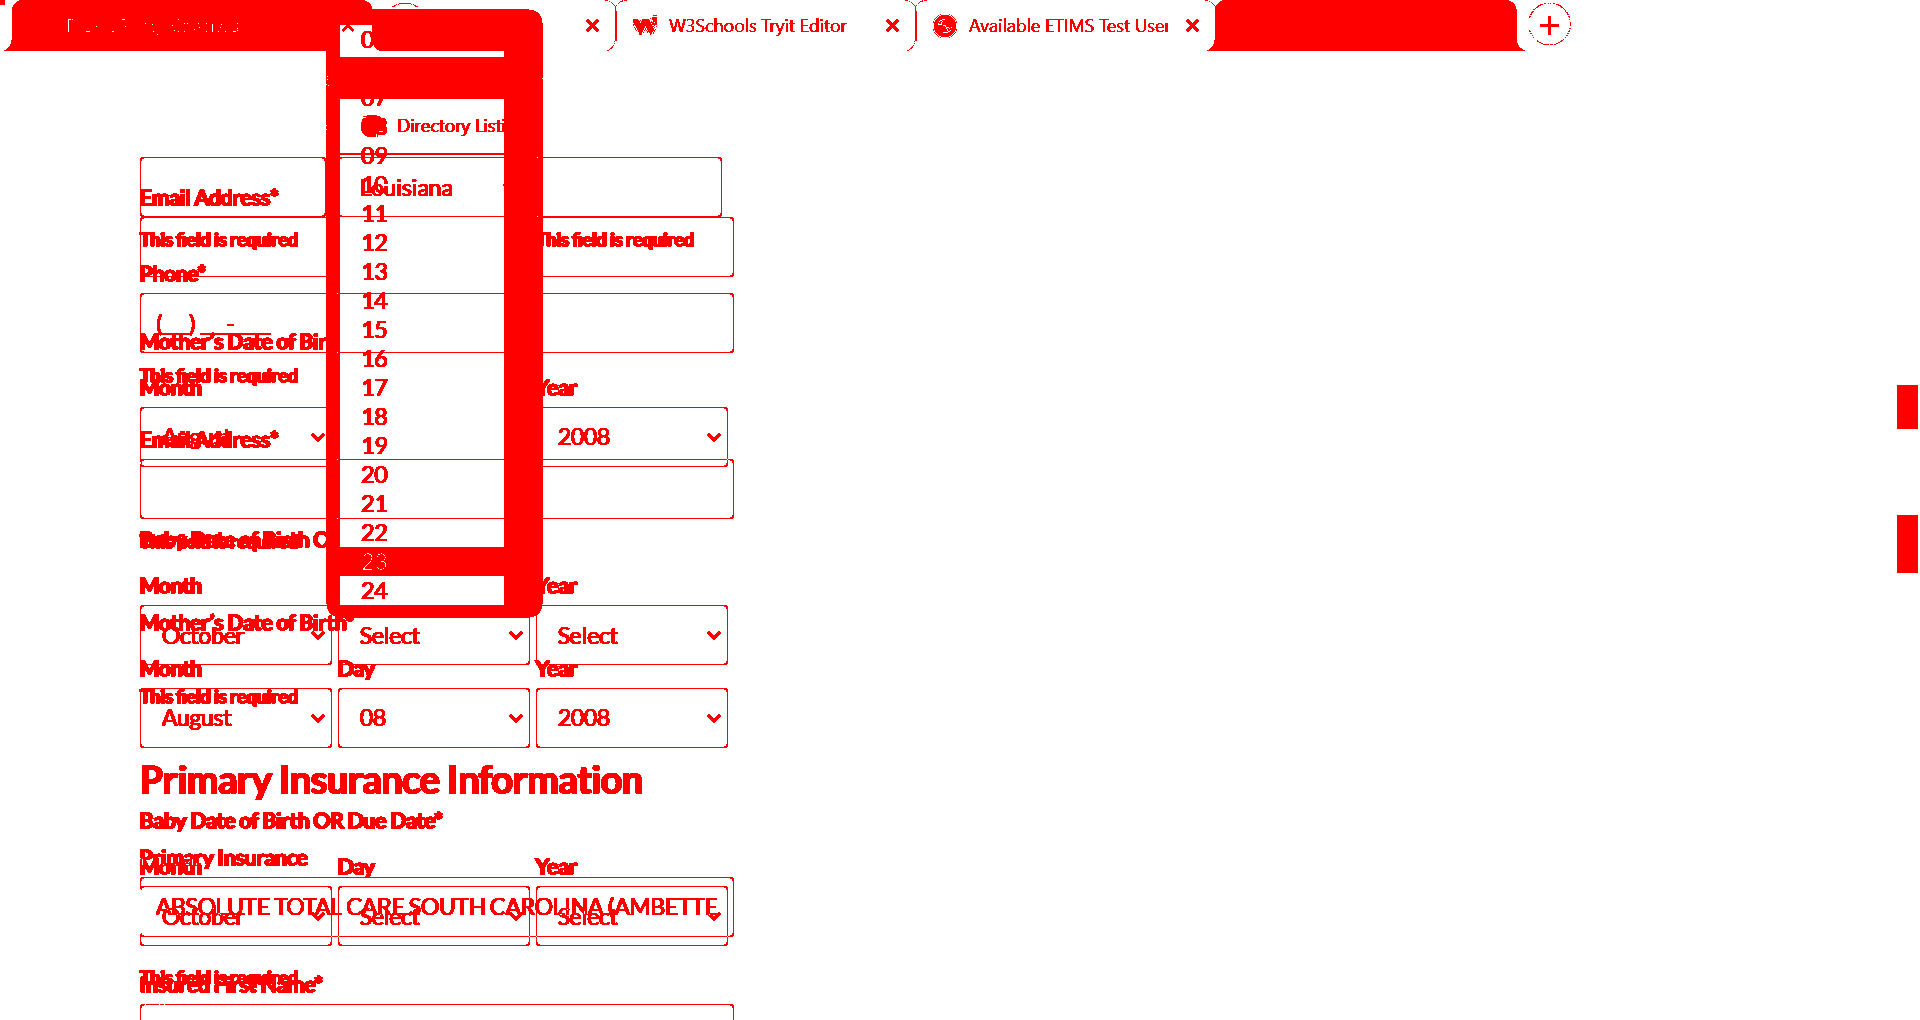 W3Schools Tryit Editor
Available ETIMS Test User
07
Directory Listi
09
10
Louisiana
Email Address*
11
This field is required
12
This field is required
Phone*
13
14
( ) -
15
Mother's Date of Bir
16
This field is required
Month
17
Year
18
August
2008
Email Address*
19
20
21
22
Baby Date of Birth O
This field is required
23
Month
24
Year
Mother's Date of Birth*
October
Select
Select
Month
Day
Year
This field is required
August
08
2008
Primary Insurance Information
Baby Date of Birth OR Due Date*
Primary Insurance
Month
Day
Year
ABSOLUTE TOTAL CARE SOUTH CAROLINA (AMBETTE
October
Select
Select
This field is required
Insured First Name*